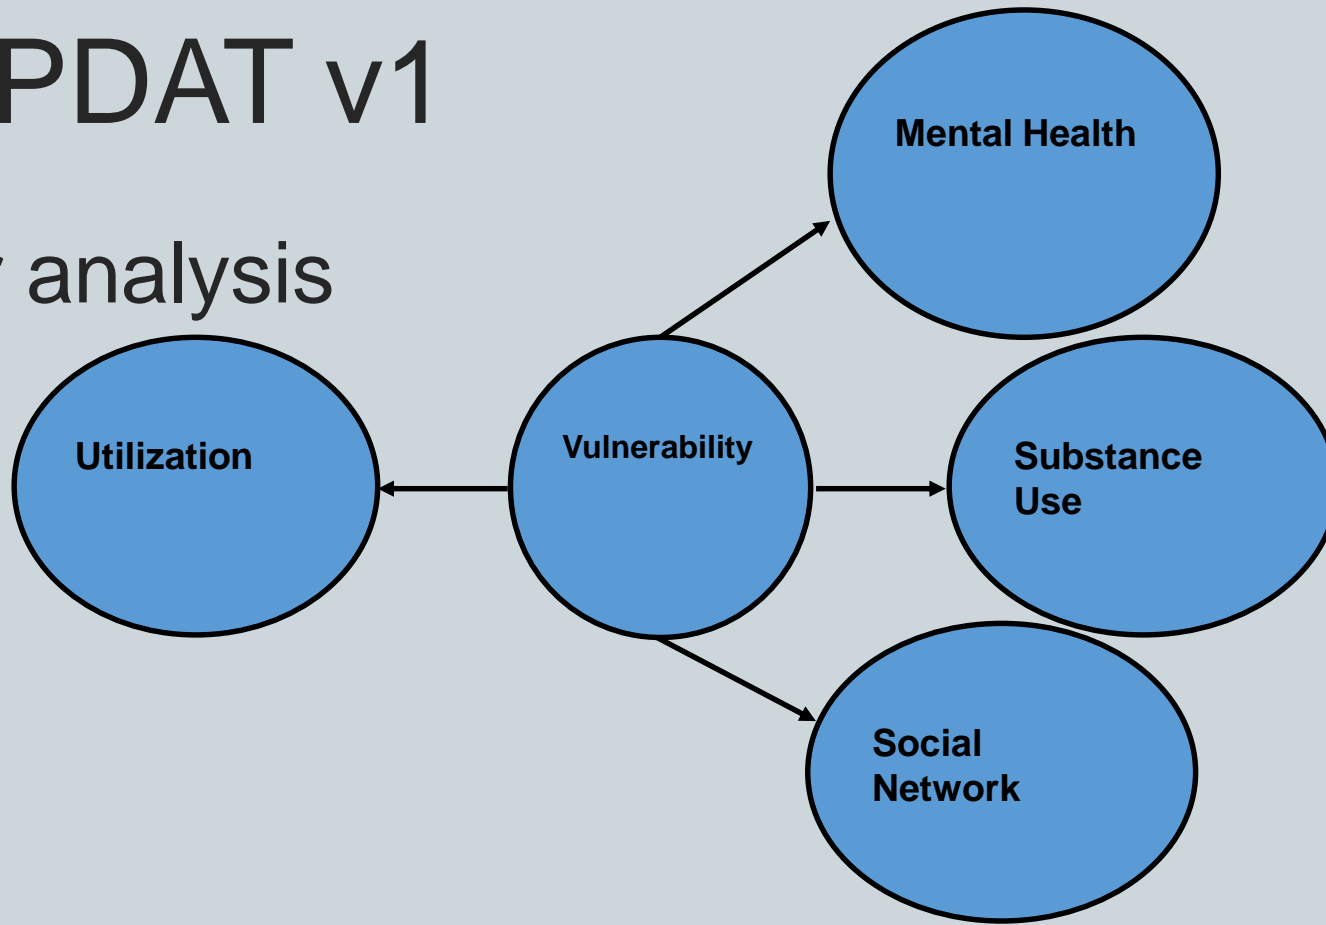 PDAT v1
analysis
Mental Health
Utilization
Vulnerability
Substance
Use
Social
Network